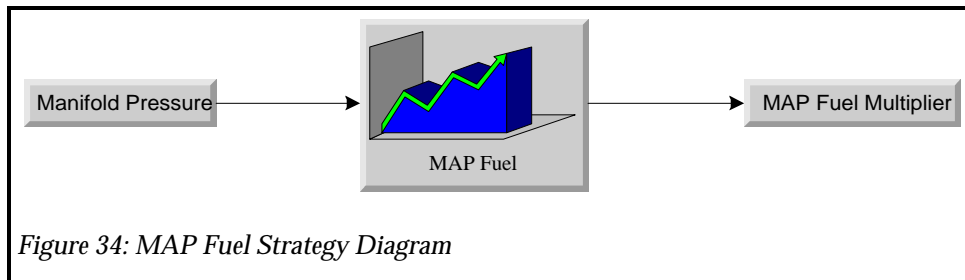 Manifold Pressure
MAP Fuel Multiplier
MAP Fuel
Figure 34: MAP Fuel Strategy Diagram